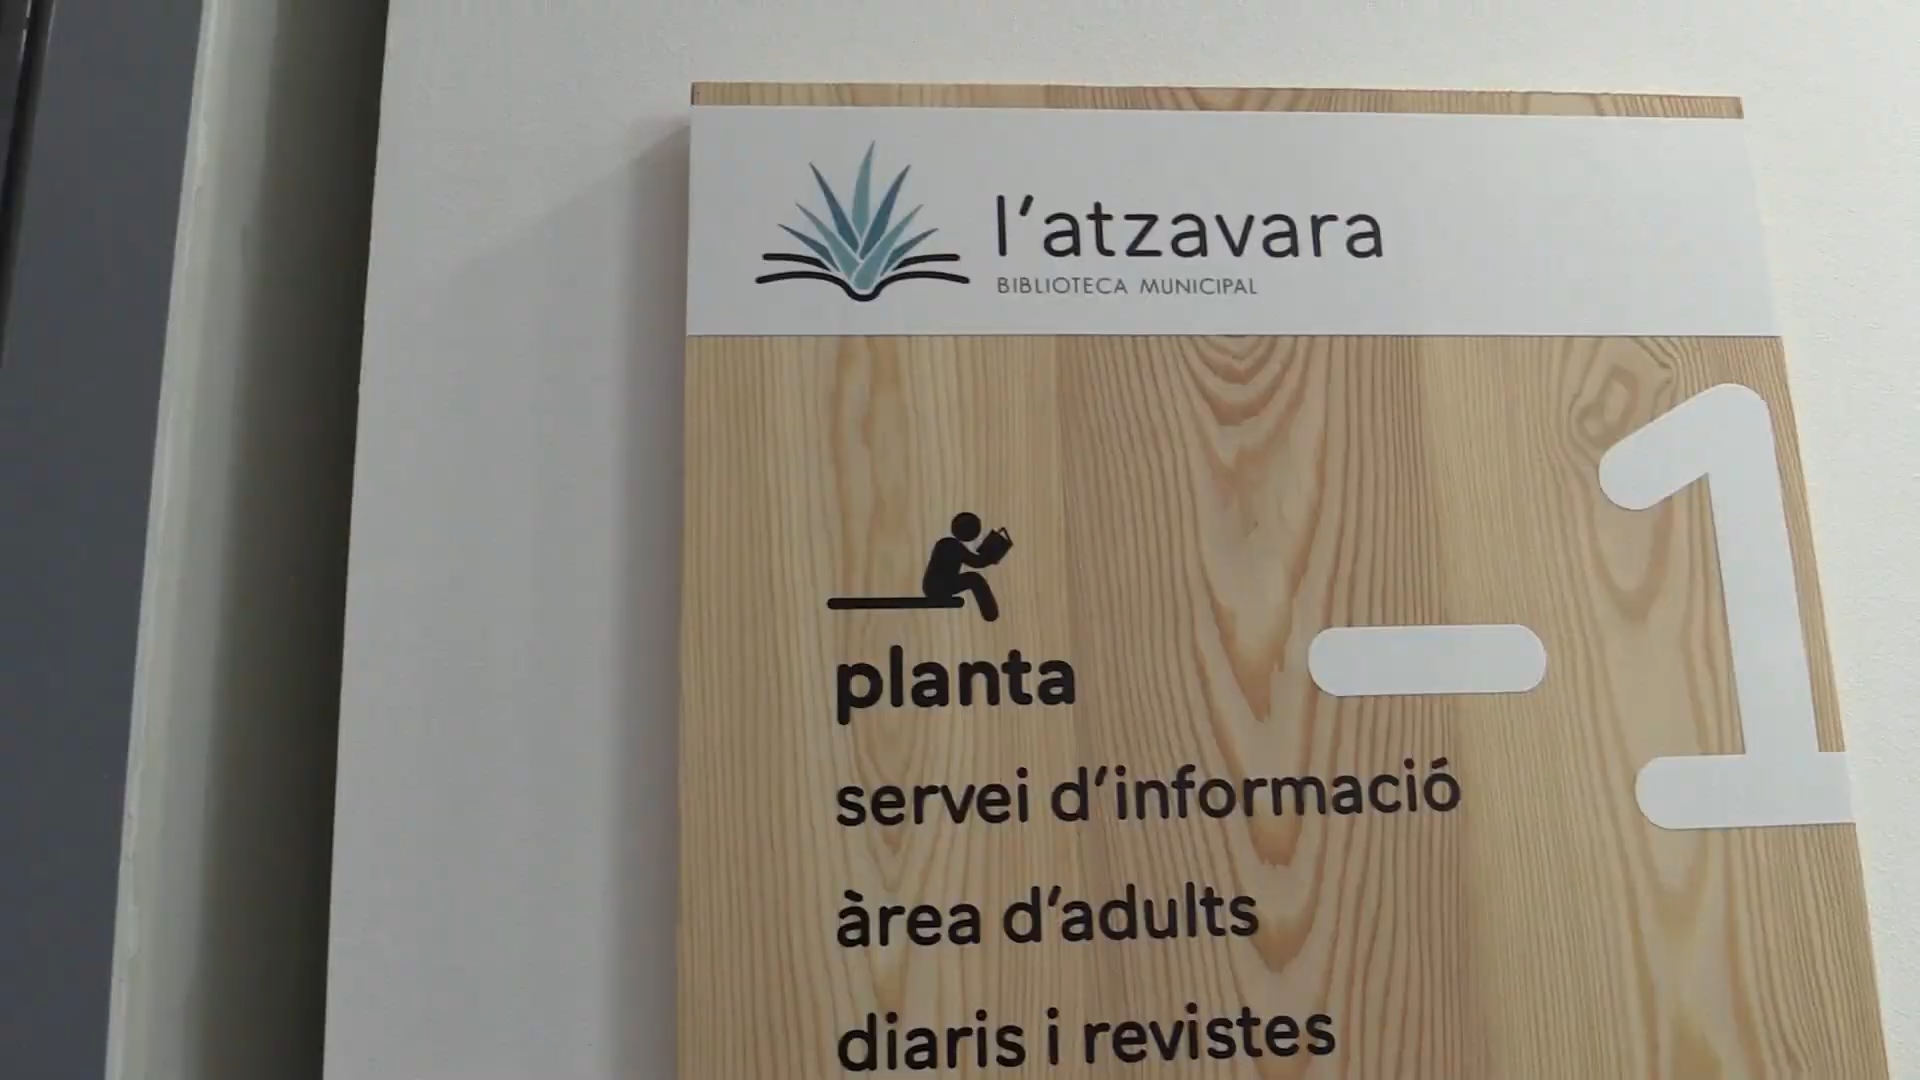 l'atzavara
BIBLIOTECA MUNICIPAL
planta -1
servei d'informació
àrea d'adults
diaris i revistes